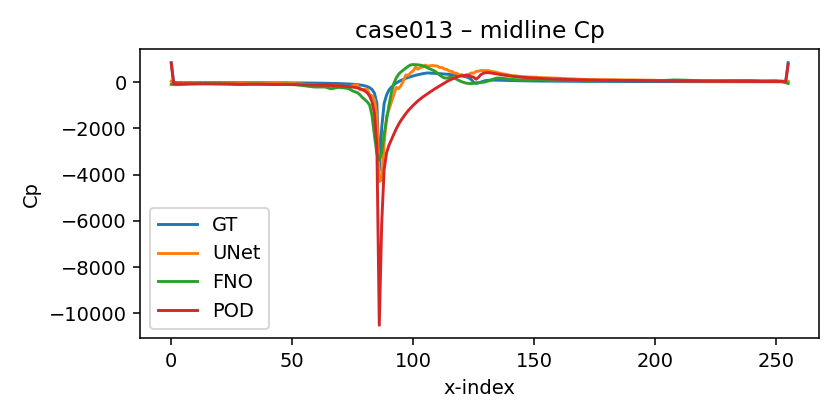 case013 – midline Cp
0
−2000
−4000
−6000
−8000
−10000
Cp
GT
UNet
FNO
POD
0 50 100 150 200 250
x-index